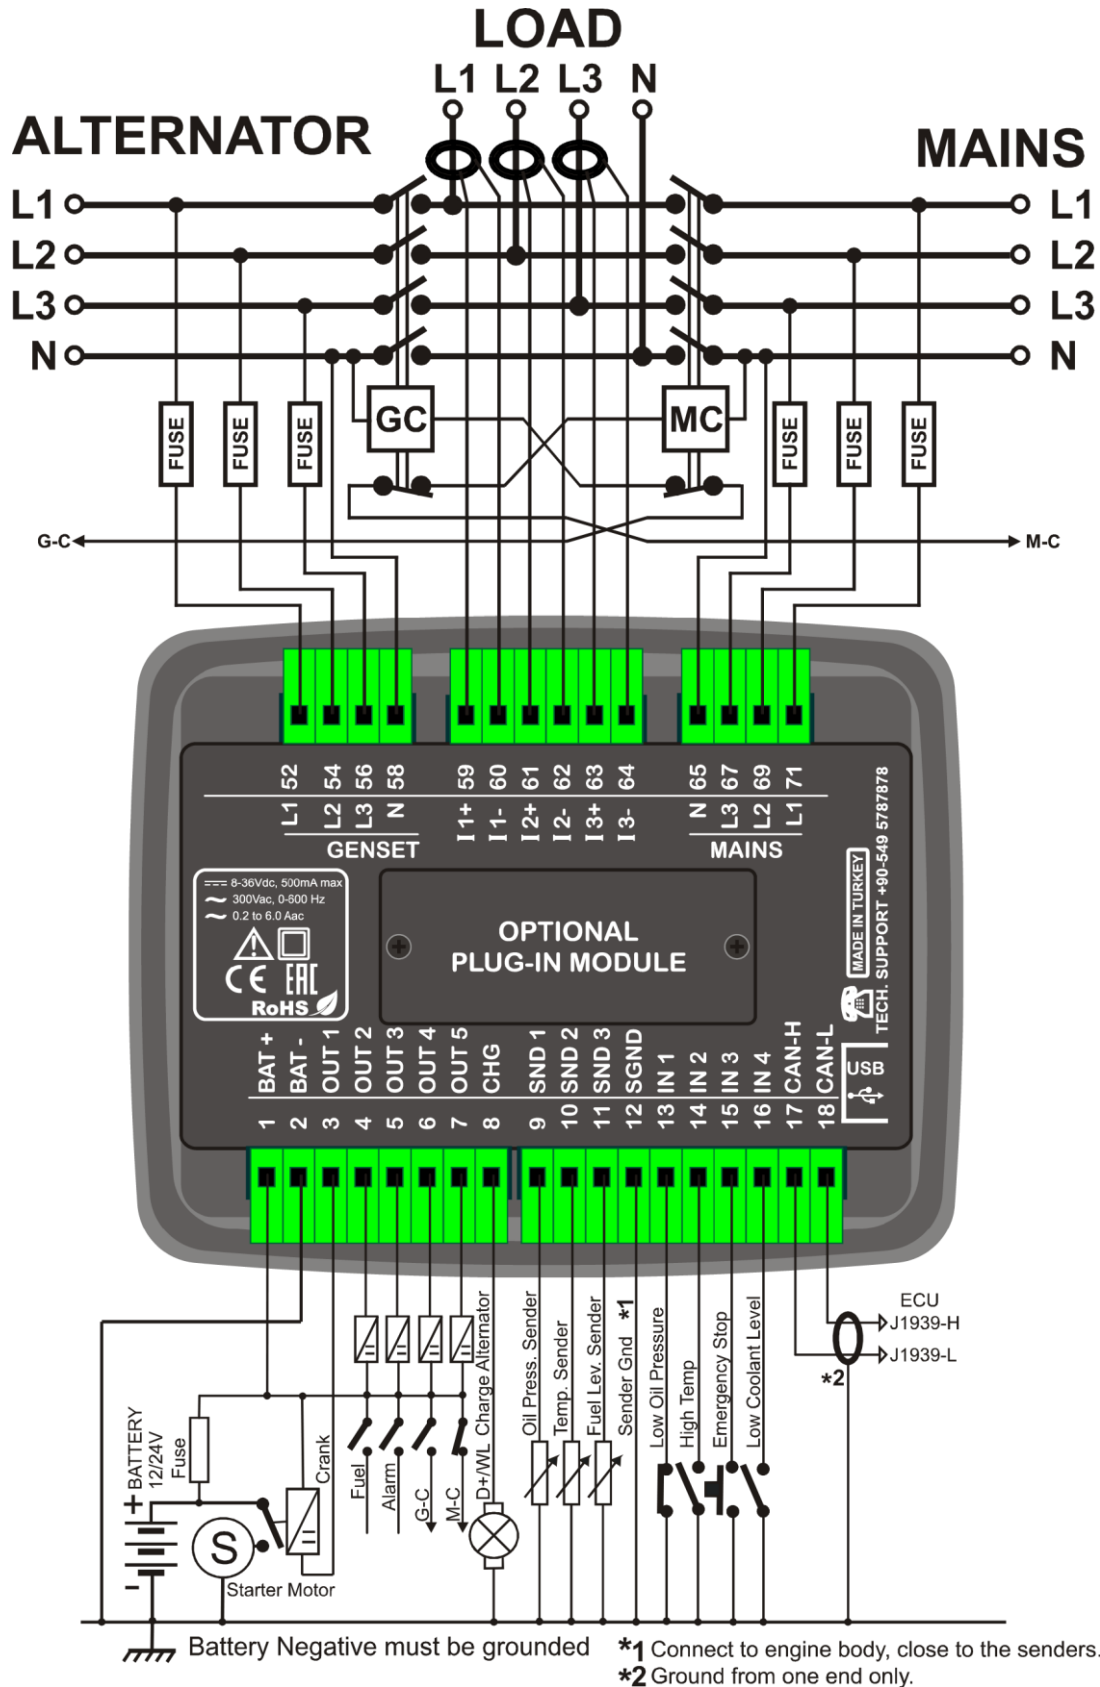 LOAD
L1 L2 L3 N
ALTERNATOR
MAINS
L1
L2
L3
N
L1
L2
L3
N
FUSE
FUSE
FUSE
GC
MC
FUSE
FUSE
FUSE
G-C
M-C
52 54 56 58
L1 L2 L3 N
GENSET
59 60 61 62 63 64
I1+ I1- I2+ I2- I3+ I3-
65 67 69 71
N L3 L2 L1
MAINS
8-36Vdc, 500mA max
300Vac, 0-600 Hz
0.2 to 6.0 Aac
CE EAC
RoHS
OPTIONAL
PLUG-IN MODULE
MADE IN TURKEY
TECH. SUPPORT +90-549 5787878
USB
BAT + BAT - OUT 1 OUT 2 OUT 3 OUT 4 OUT 5 CHG
1 2 3 4 5 6 7 8
SND 1 SND 2 SND 3 SGND IN 1 IN 2 IN 3 IN 4 CAN-H CAN-L
9 10 11 12 13 14 15 16 17 18
BATTERY
12/24V
+
-
Fuse
S
Starter Motor
Crank
Fuel
Alarm
G-C
M-C
D+/WL Charge Alternator
Oil Press. Sender
Temp. Sender
Fuel Lev. Sender
Sender Gnd *1
Low Oil Pressure
High Temp
Emergency Stop
Low Coolant Level
ECU
J1939-H
J1939-L
*2
Battery Negative must be grounded
*1 Connect to engine body, close to the senders.
*2 Ground from one end only.